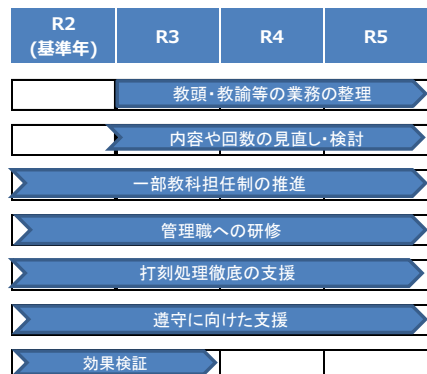 R2
(基準年)
R3
R4
R5
教頭・教諭等の業務の整理
内容や回数の見直し・検討
一部教科担任制の推進
管理職への研修
打刻処理徹底の支援
遵守に向けた支援
効果検証